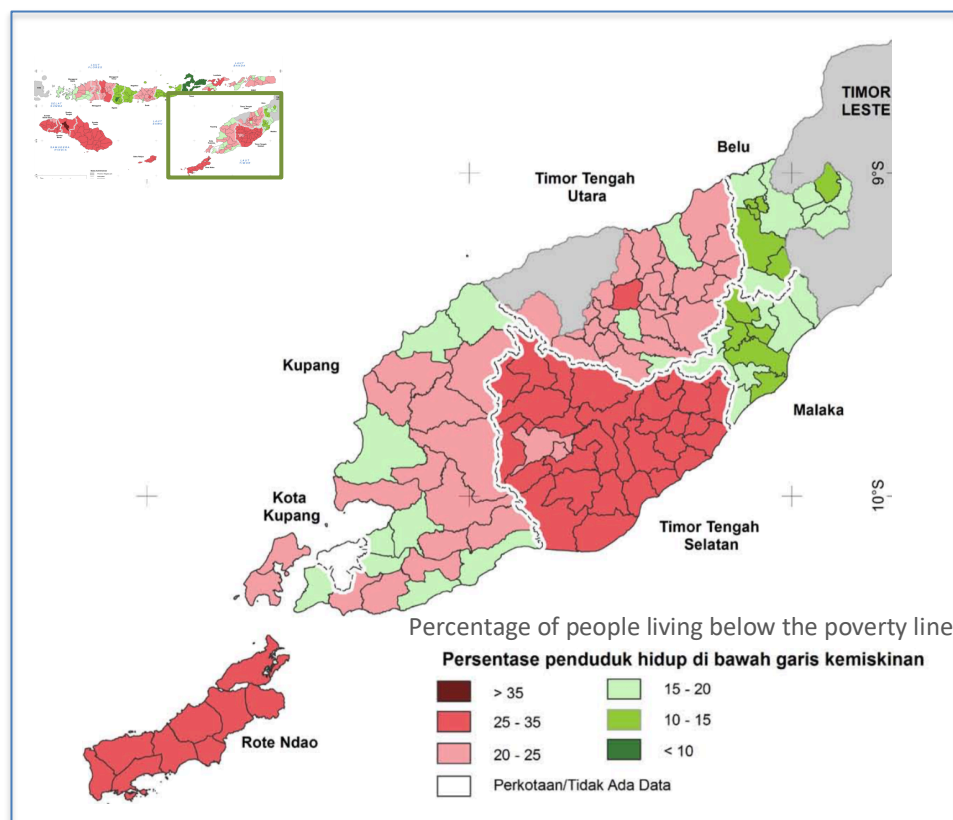 TIMOR
LESTE
Belu
9°S
Timor Tengah
Utara
Kupang
Malaka
Kota
Kupang
10°S
Timor Tengah
Selatan
Percentage of people living below the poverty line
Persentase penduduk hidup di bawah garis kemiskinan
> 35
15 - 20
25 - 35
10 - 15
20 - 25
< 10
Perkotaan/Tidak Ada Data
Rote Ndao